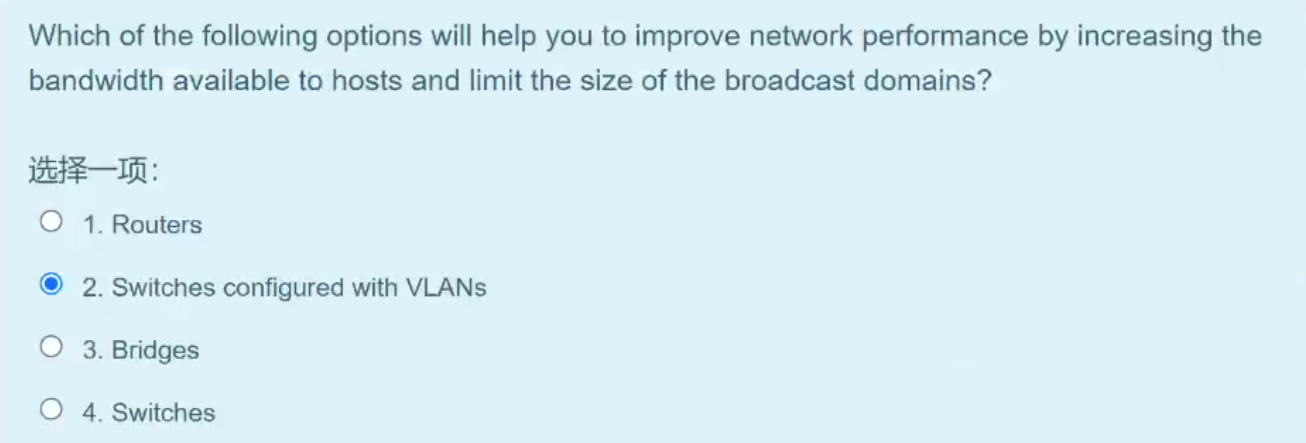 Which of the following options will help you to improve network performance by increasing the
bandwidth available to hosts and limit the size of the broadcast domains?
选择一项：
1. Routers
2. Switches configured with VLANs
3. Bridges
4. Switches